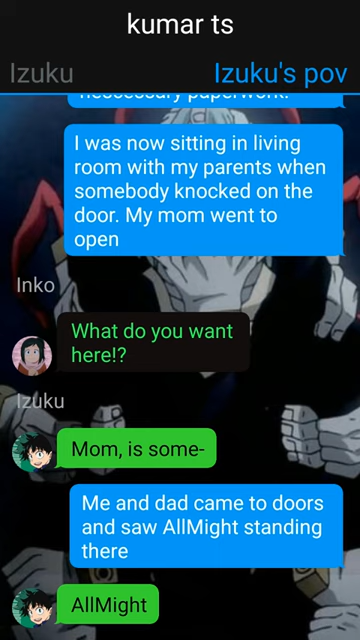 kumar ts
Izuku
Izuku's pov
nessessary paperwork.
I was now sitting in living
room with my parents when
somebody knocked on the
door. My mom went to
open
Inko
What do you want
here!?
Izuku
Mom, is some-
Me and dad came to doors
and saw AllMight standing
there
AllMight